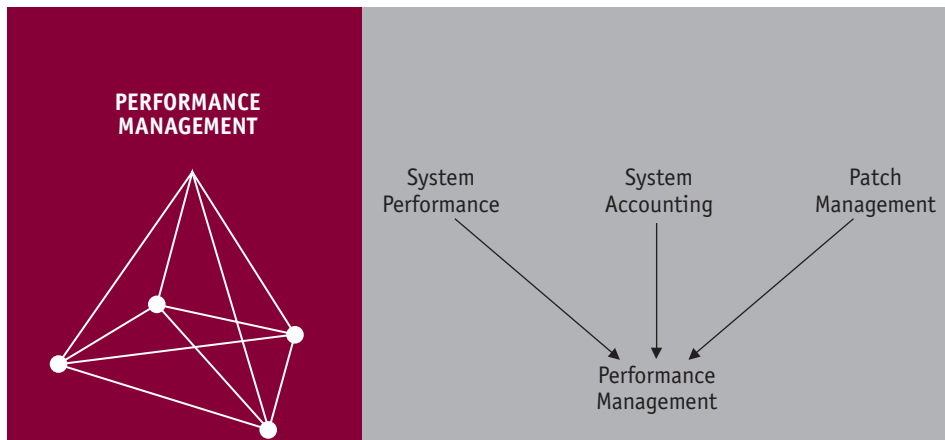 PERFORMANCE
MANAGEMENT
System
Performance
System
Accounting
Patch
Management
Performance
Management